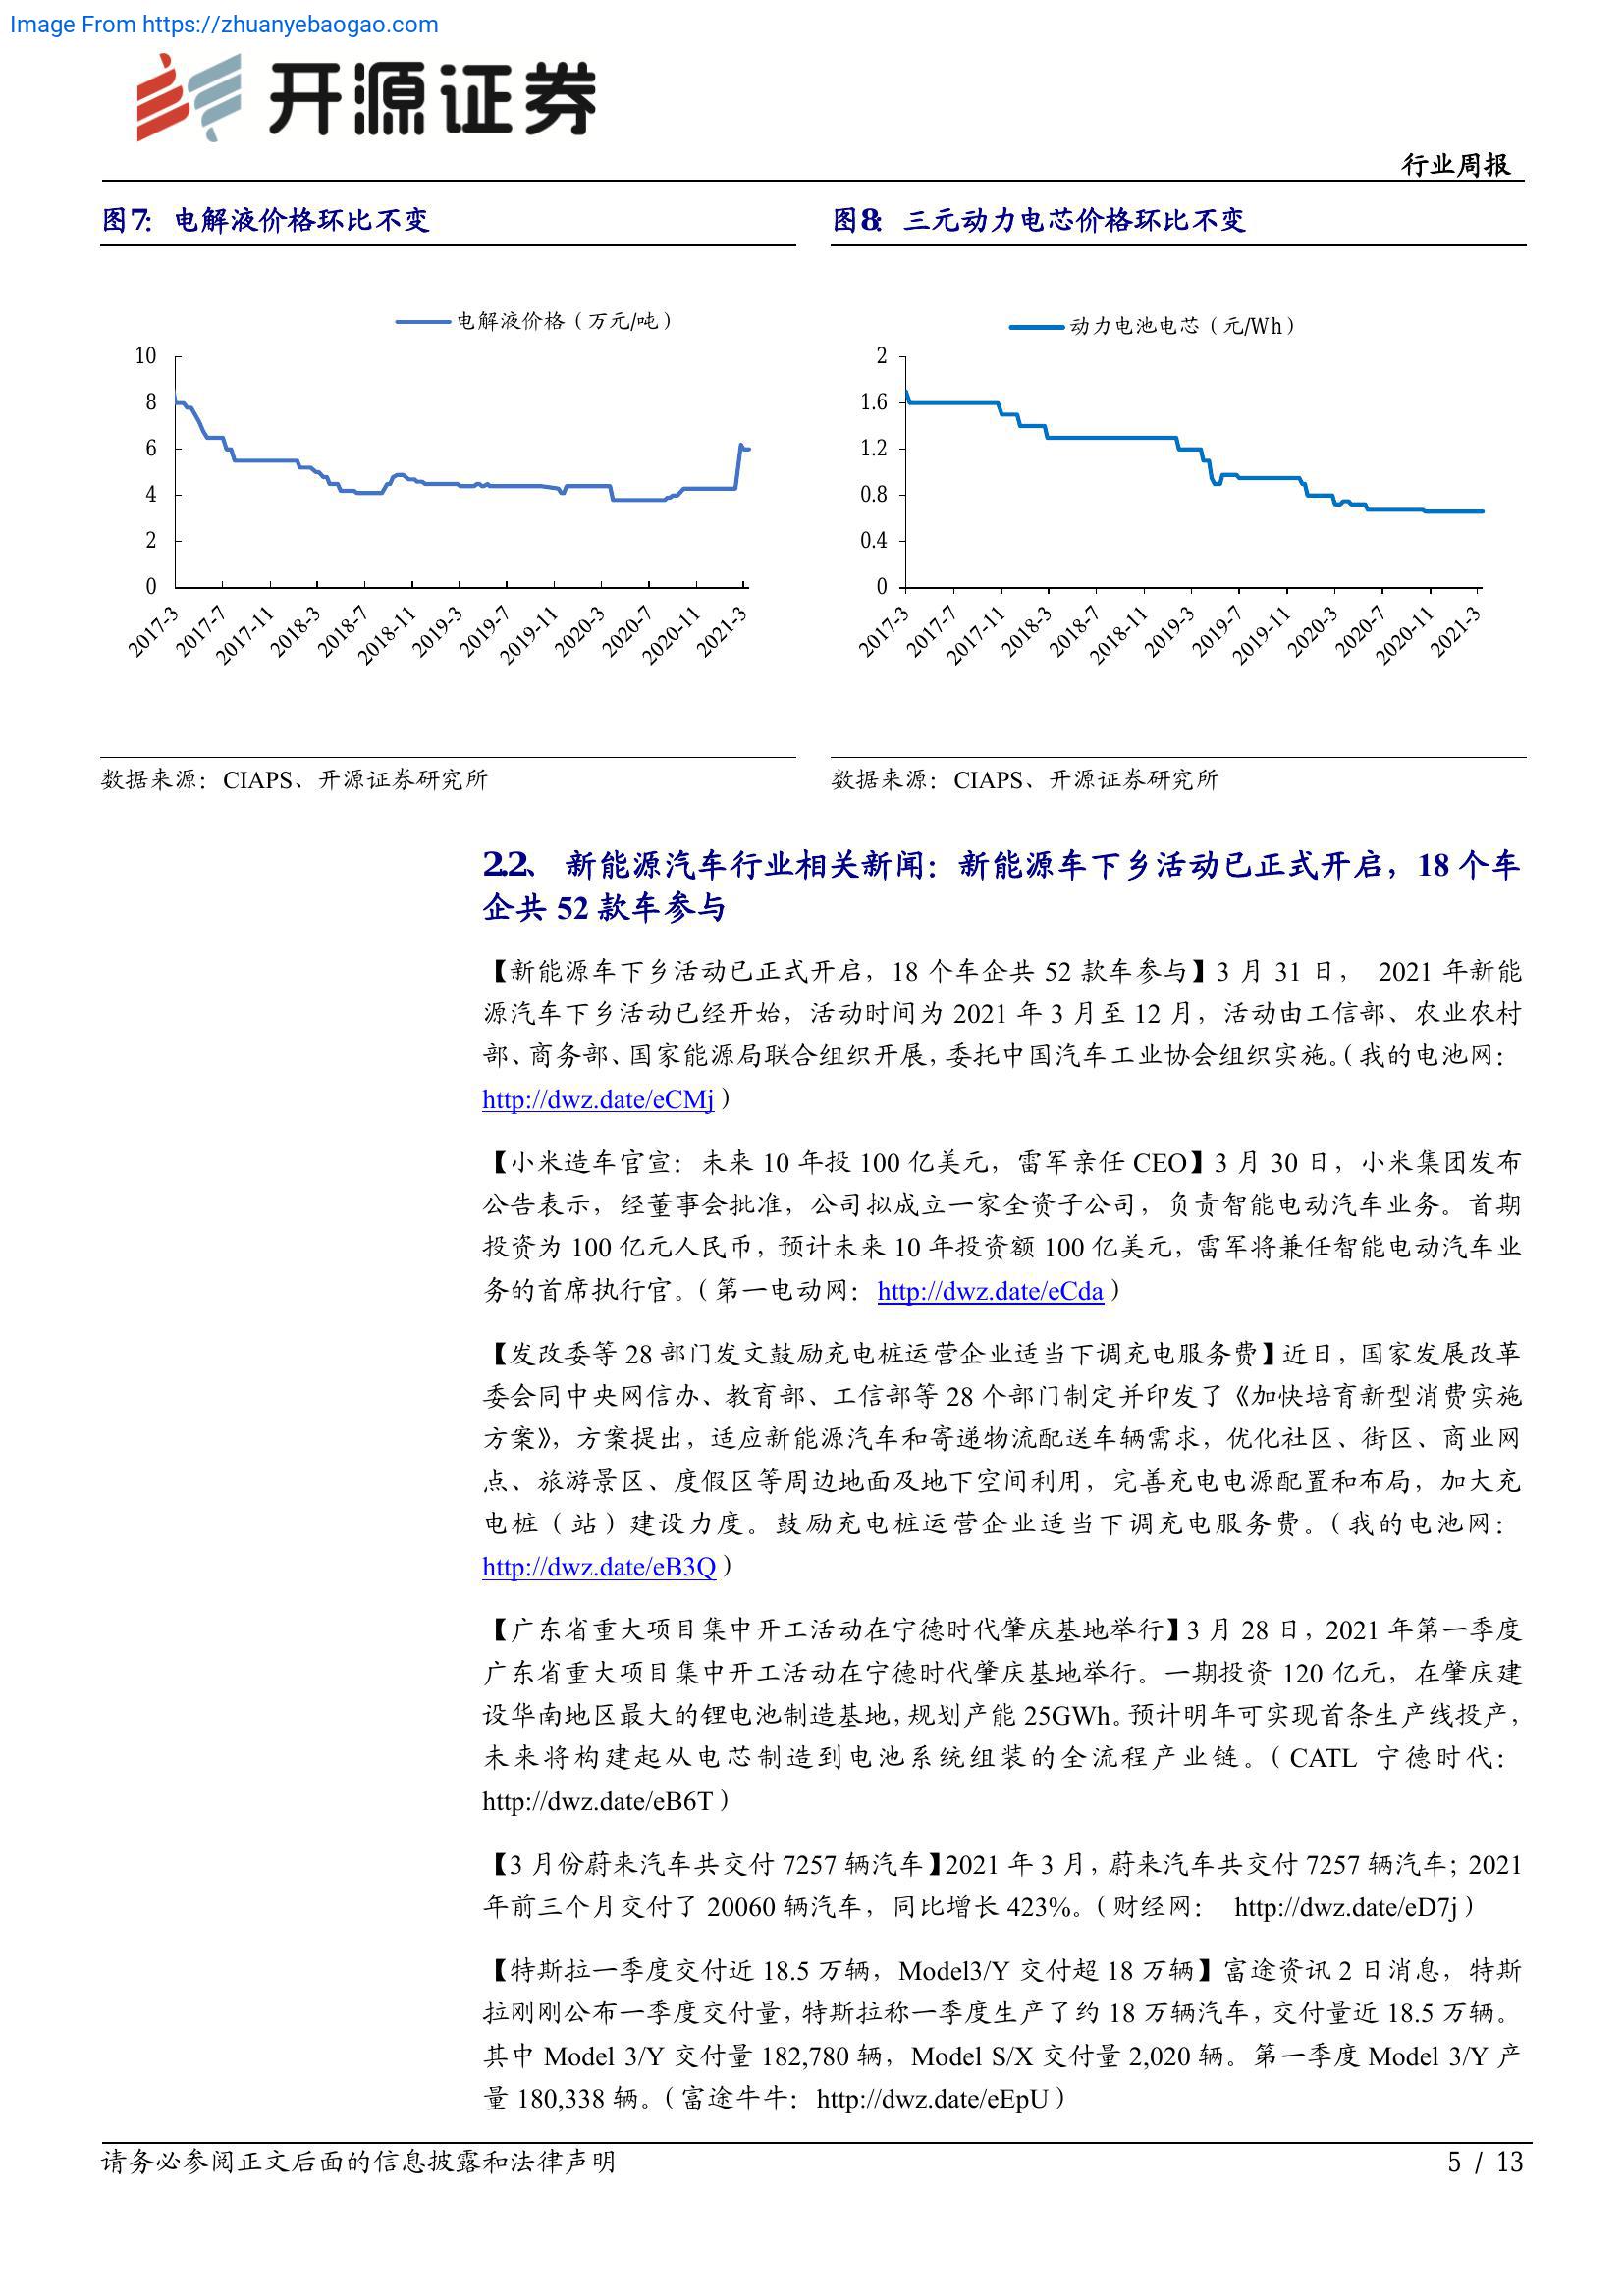 Image From https://zhuanyebaogao.com
开源证券
行业周报
图7： 电解液价格环比不变
图8： 三元动力电芯价格环比不变
电解液价格（万元/吨）
10
8
6
4
2
0
2017-3
2017-7
2017-11
2018-3
2018-7
2018-11
2019-3
2019-7
2019-11
2020-3
2020-7
2020-11
2021-3
动力电池电芯（元/Wh）
2
1.6
1.2
0.8
0.4
0
2017-3
2017-7
2017-11
2018-3
2018-7
2018-11
2019-3
2019-7
2019-11
2020-3
2020-7
2020-11
2021-3
数据来源：CIAPS、开源证券研究所
数据来源：CIAPS、开源证券研究所
2.2、 新能源汽车行业相关新闻：新能源车下乡活动已正式开启，18 个车
企共 52 款车参与
【新能源车下乡活动已正式开启，18 个车企共 52 款车参与】3 月 31 日， 2021 年新能
源汽车下乡活动已经开始，活动时间为 2021 年 3 月至 12 月，活动由工信部、农业农村
部、商务部、国家能源局联合组织开展，委托中国汽车工业协会组织实施。（我的电池网：
http://dwz.date/eCMj）
【小米造车官宣：未来 10 年投 100 亿美元，雷军亲任 CEO】3 月 30 日，小米集团发布
公告表示，经董事会批准，公司拟成立一家全资子公司，负责智能电动汽车业务。首期
投资为 100 亿元人民币，预计未来 10 年投资额 100 亿美元，雷军将兼任智能电动汽车业
务的首席执行官。（第一电动网：http://dwz.date/eCda）
【发改委等 28 部门发文鼓励充电桩运营企业适当下调充电服务费】近日，国家发展改革
委会同中央网信办、教育部、工信部等 28 个部门制定并印发了《加快培育新型消费实施
方案》，方案提出，适应新能源汽车和寄递物流配送车辆需求，优化社区、街区、商业网
点、旅游景区、度假区等周边地面及地下空间利用，完善充电电源配置和布局，加大充
电桩（站）建设力度。鼓励充电桩运营企业适当下调充电服务费。（我的电池网：
http://dwz.date/eB3Q）
【广东省重大项目集中开工活动在宁德时代肇庆基地举行】3 月 28 日，2021 年第一季度
广东省重大项目集中开工活动在宁德时代肇庆基地举行。一期投资 120 亿元，在肇庆建
设华南地区最大的锂电池制造基地，规划产能 25GWh。预计明年可实现首条生产线投产，
未来将构建起从电芯制造到电池系统组装的全流程产业链。（CATL 宁德时代：
http://dwz.date/eB6T）
【3 月份蔚来汽车共交付 7257 辆汽车】2021 年 3 月，蔚来汽车共交付 7257 辆汽车；2021
年前三个月交付了 20060 辆汽车，同比增长 423%。（财经网： http://dwz.date/eD7j）
【特斯拉一季度交付近 18.5 万辆，Model3/Y 交付超 18 万辆】富途资讯 2 日消息，特斯
拉刚刚公布一季度交付量，特斯拉称一季度生产了约 18 万辆汽车，交付量近 18.5 万辆。
其中 Model 3/Y 交付量 182,780 辆，Model S/X 交付量 2,020 辆。第一季度 Model 3/Y 产
量 180,338 辆。（富途牛牛：http://dwz.date/eEpU）
请务必参阅正文后面的信息披露和法律声明
5 / 13